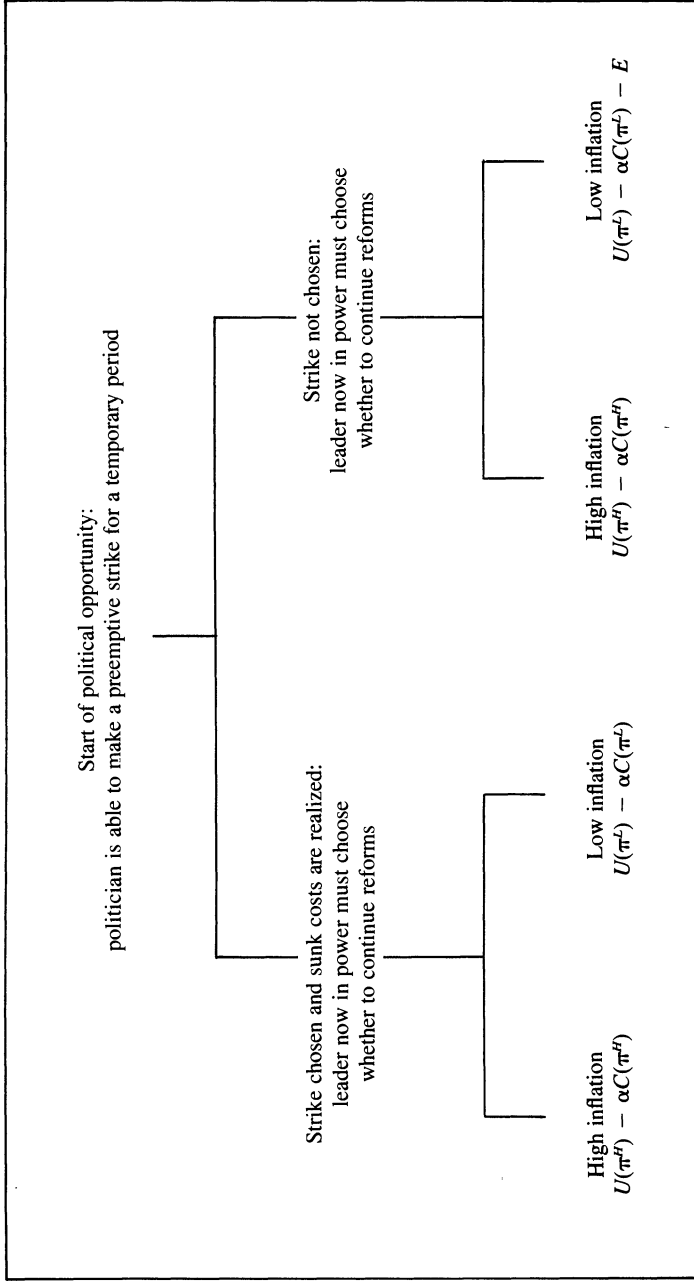 Start of political opportunity:
politician is able to make a preemptive strike for a temporary period
Strike chosen and sunk costs are realized:
leader now in power must choose
whether to continue reforms
Strike not chosen:
leader now in power must choose
whether to continue reforms
High inflation
U(π^H) − αC(π^H)
Low inflation
U(π^L) − αC(π^L)
High inflation
U(π^H) − αC(π^H)
Low inflation
U(π^L) − αC(π^L) − E